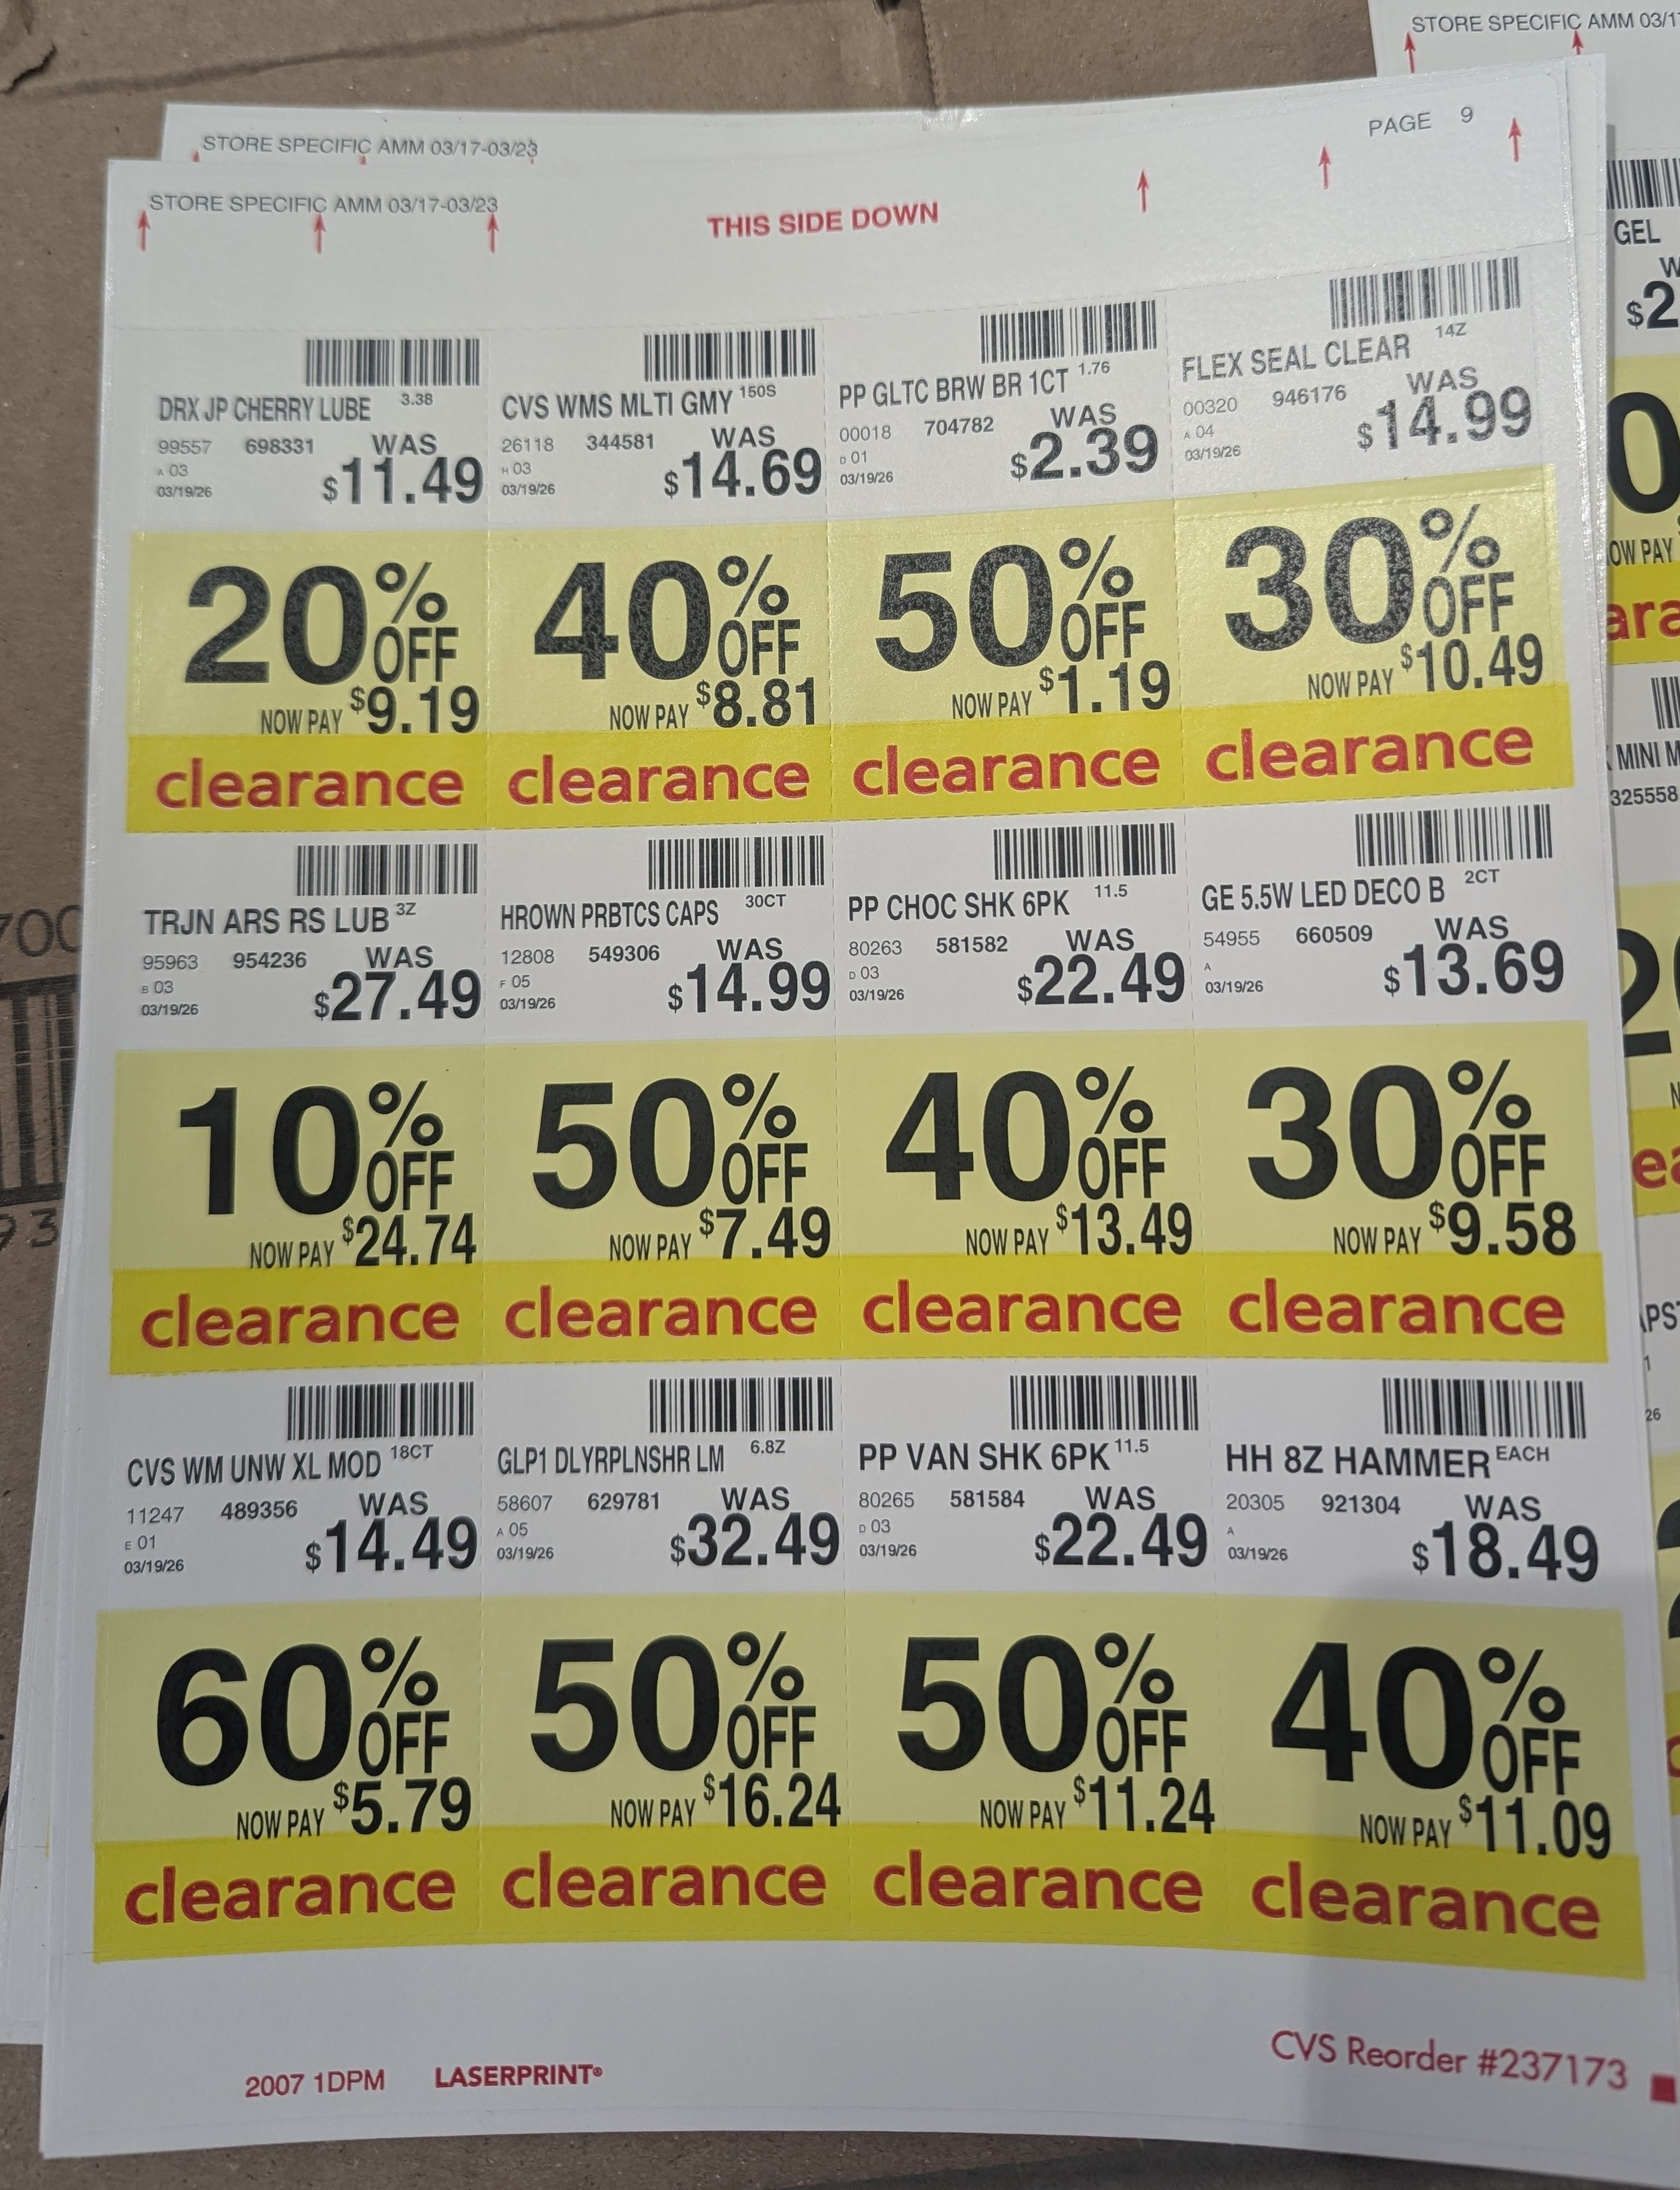 STORE SPECIFIC AMM 03/17
STORE SPECIFIC AMM 03/17-03/23
PAGE 9
STORE SPECIFIC AMM 03/17-03/23
THIS SIDE DOWN
DRX JP CHERRY LUBE 3.38
99557 698331 WAS
A 03
03/19/26 $11.49
20% OFF
NOW PAY $9.19
clearance
CVS WMS MLTI GMY 150S
26118 344581 WAS
H 03
03/19/26 $14.69
40% OFF
NOW PAY $8.81
clearance
PP GLTC BRW BR 1CT 1.76
00018 704782 WAS
D 01
03/19/26 $2.39
50% OFF
NOW PAY $1.19
clearance
FLEX SEAL CLEAR 14Z
00320 946176 WAS
A 04
03/19/26 $14.99
30% OFF
NOW PAY $10.49
clearance
TRJN ARS RS LUB 3Z
95963 954236 WAS
B 03
03/19/26 $27.49
10% OFF
NOW PAY $24.74
clearance
HROWN PRBTCS CAPS 30CT
12808 549306 WAS
F 05
03/19/26 $14.99
50% OFF
NOW PAY $7.49
clearance
PP CHOC SHK 6PK 11.5
80263 581582 WAS
D 03
03/19/26 $22.49
40% OFF
NOW PAY $13.49
clearance
GE 5.5W LED DECO B 2CT
54955 660509 WAS
A
03/19/26 $13.69
30% OFF
NOW PAY $9.58
clearance
CVS WM UNW XL MOD 18CT
11247 489356 WAS
E 01
03/19/26 $14.49
60% OFF
NOW PAY $5.79
clearance
GLP1 DLYRPLNSHR LM 6.8Z
58607 629781 WAS
A 05
03/19/26 $32.49
50% OFF
NOW PAY $16.24
clearance
PP VAN SHK 6PK 11.5
80265 581584 WAS
D 03
03/19/26 $22.49
50% OFF
NOW PAY $11.24
clearance
HH 8Z HAMMER EACH
20305 921304 WAS
A
03/19/26 $18.49
40% OFF
NOW PAY $11.09
clearance
2007 1DPM LASERPRINT®
CVS Reorder #237173
GEL
$2
OW PAY
MINI M
325558